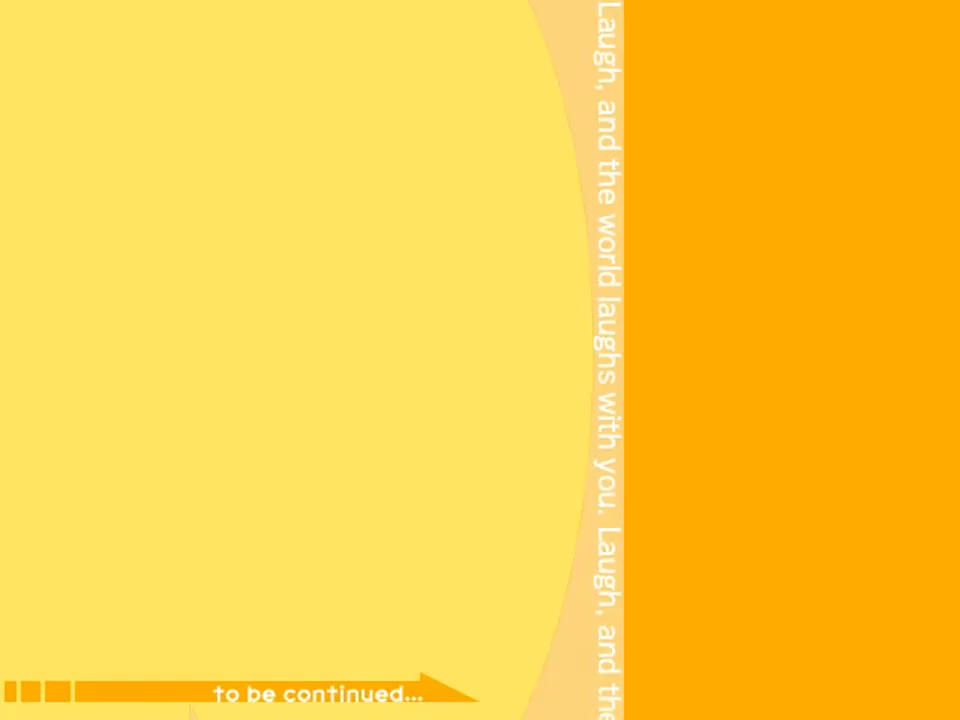 Laugh, and the world laughs with you. Laugh, and the
to be continued...